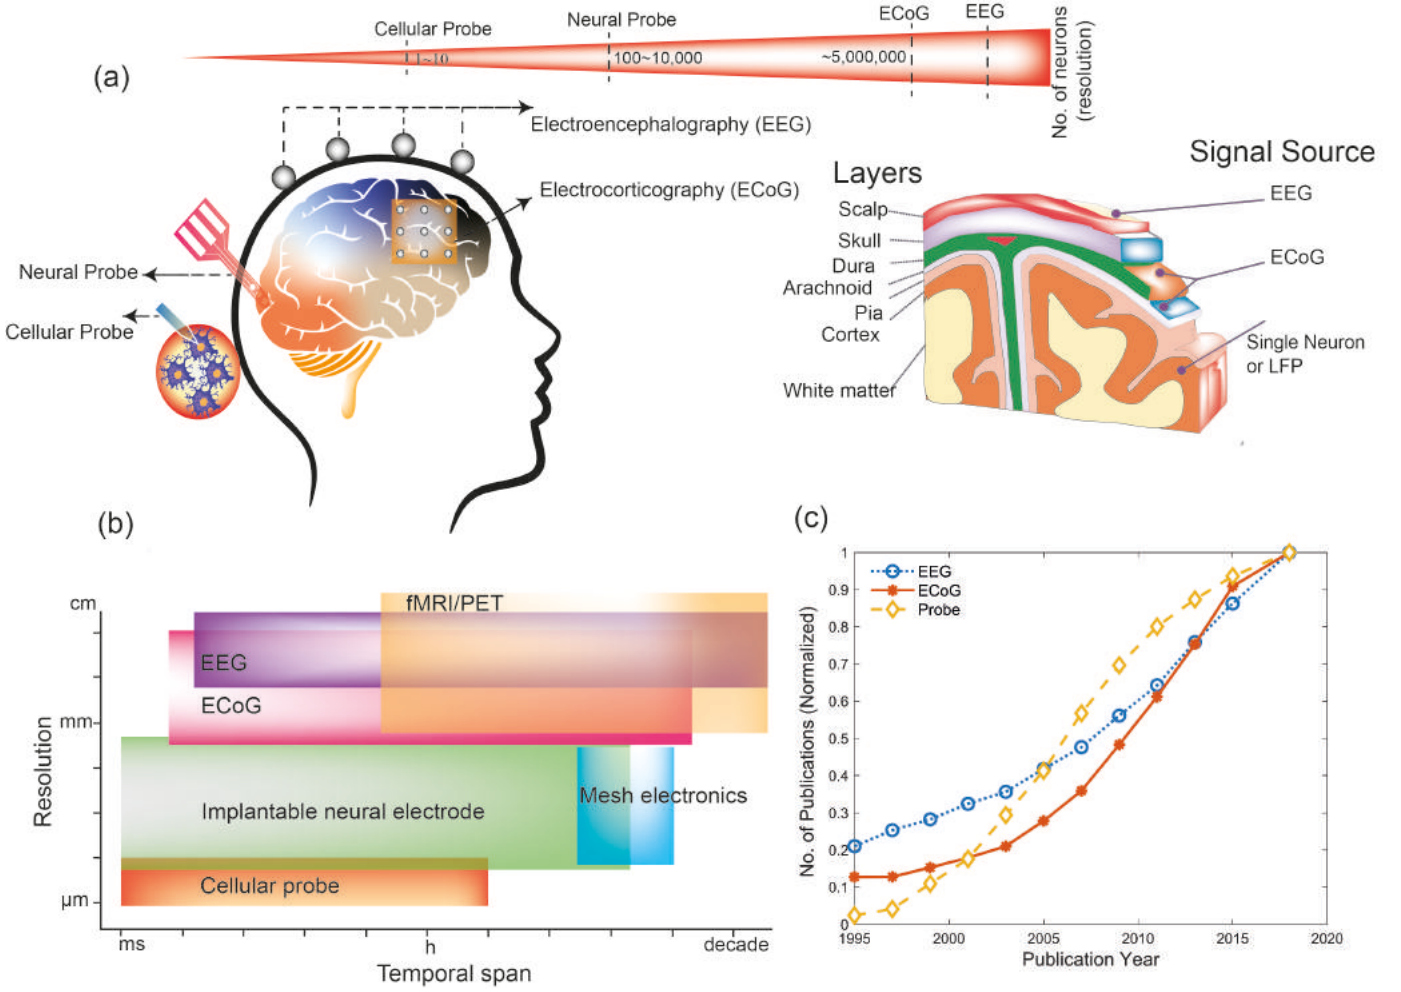 (a)
Cellular Probe
Neural Probe
ECoG
EEG
1~10
100~10,000
~5,000,000
No. of neurons
(resolution)
Electroencephalography (EEG)
Electrocorticography (ECoG)
Neural Probe
Cellular Probe
Layers
Signal Source
Scalp
Skull
Dura
Arachnoid
Pia
Cortex
White matter
EEG
ECoG
Single Neuron
or LFP
(b)
cm
mm
µm
Resolution
fMRI/PET
EEG
ECoG
Implantable neural electrode
Mesh electronics
Cellular probe
ms
h
decade
Temporal span
(c)
1
0.9
0.8
0.7
0.6
0.5
0.4
0.3
0.2
0.1
0
No. of Publications (Normalized)
EEG
ECoG
Probe
1995
2000
2005
2010
2015
2020
Publication Year